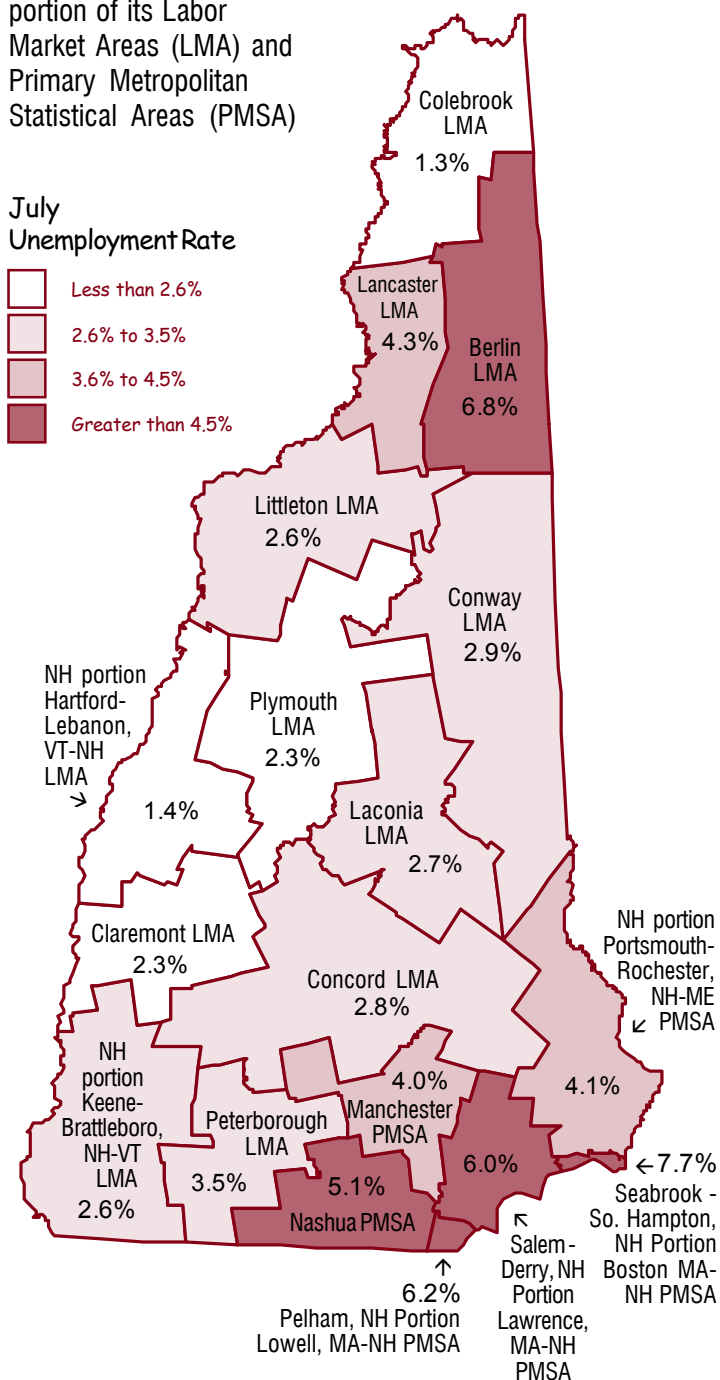 portion of its Labor
Market Areas (LMA) and
Primary Metropolitan
Statistical Areas (PMSA)
July
Unemployment Rate
Less than 2.6%
2.6% to 3.5%
3.6% to 4.5%
Greater than 4.5%
Colebrook
LMA
1.3%
Lancaster
LMA
4.3%
Berlin
LMA
6.8%
Littleton LMA
2.6%
Conway
LMA
2.9%
NH portion
Hartford-
Lebanon,
VT-NH
LMA
1.4%
Plymouth
LMA
2.3%
Laconia
LMA
2.7%
Claremont LMA
2.3%
Concord LMA
2.8%
NH portion
Portsmouth-
Rochester,
NH-ME
PMSA
4.1%
NH
portion
Keene-
Brattleboro,
NH-VT
LMA
2.6%
Peterborough
LMA
3.5%
4.0%
Manchester
PMSA
5.1%
Nashua PMSA
6.0%
Salem-
Derry, NH
Portion
Lawrence,
MA-NH
PMSA
7.7%
Seabrook -
So. Hampton,
NH Portion
Boston MA-
NH PMSA
6.2%
Pelham, NH Portion
Lowell, MA-NH PMSA